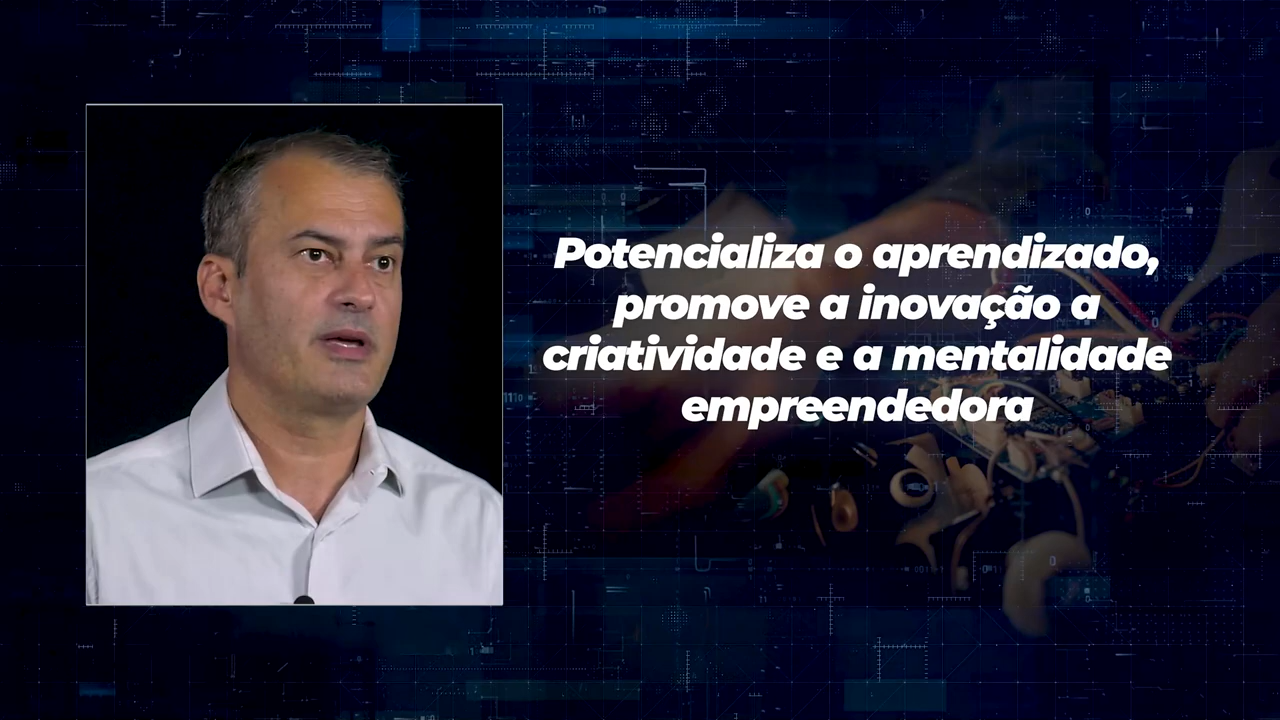 Potencializa o aprendizado,
promove a inovação a
criatividade e a mentalidade
empreendedora